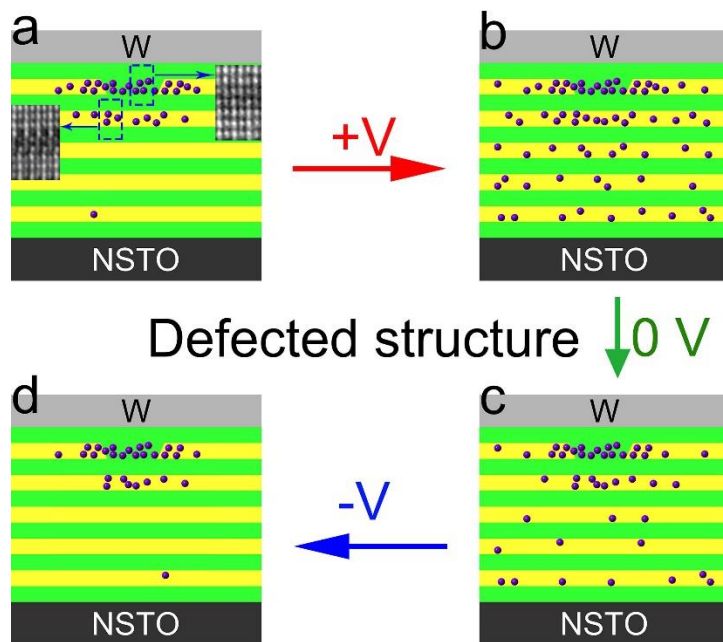 a
W
NSTO
+V
b
W
NSTO
Defected structure
0 V
d
W
NSTO
-V
c
W
NSTO